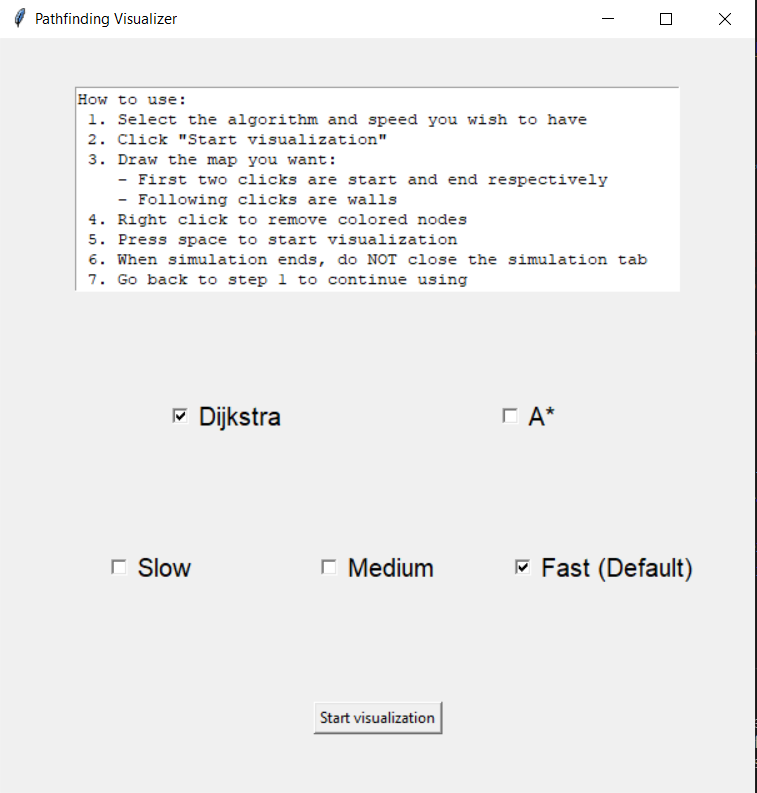 Pathfinding Visualizer
How to use:
1. Select the algorithm and speed you wish to have
2. Click "Start visualization"
3. Draw the map you want:
- First two clicks are start and end respectively
- Following clicks are walls
4. Right click to remove colored nodes
5. Press space to start visualization
6. When simulation ends, do NOT close the simulation tab
7. Go back to step 1 to continue using
Dijkstra
A*
Slow
Medium
Fast (Default)
Start visualization